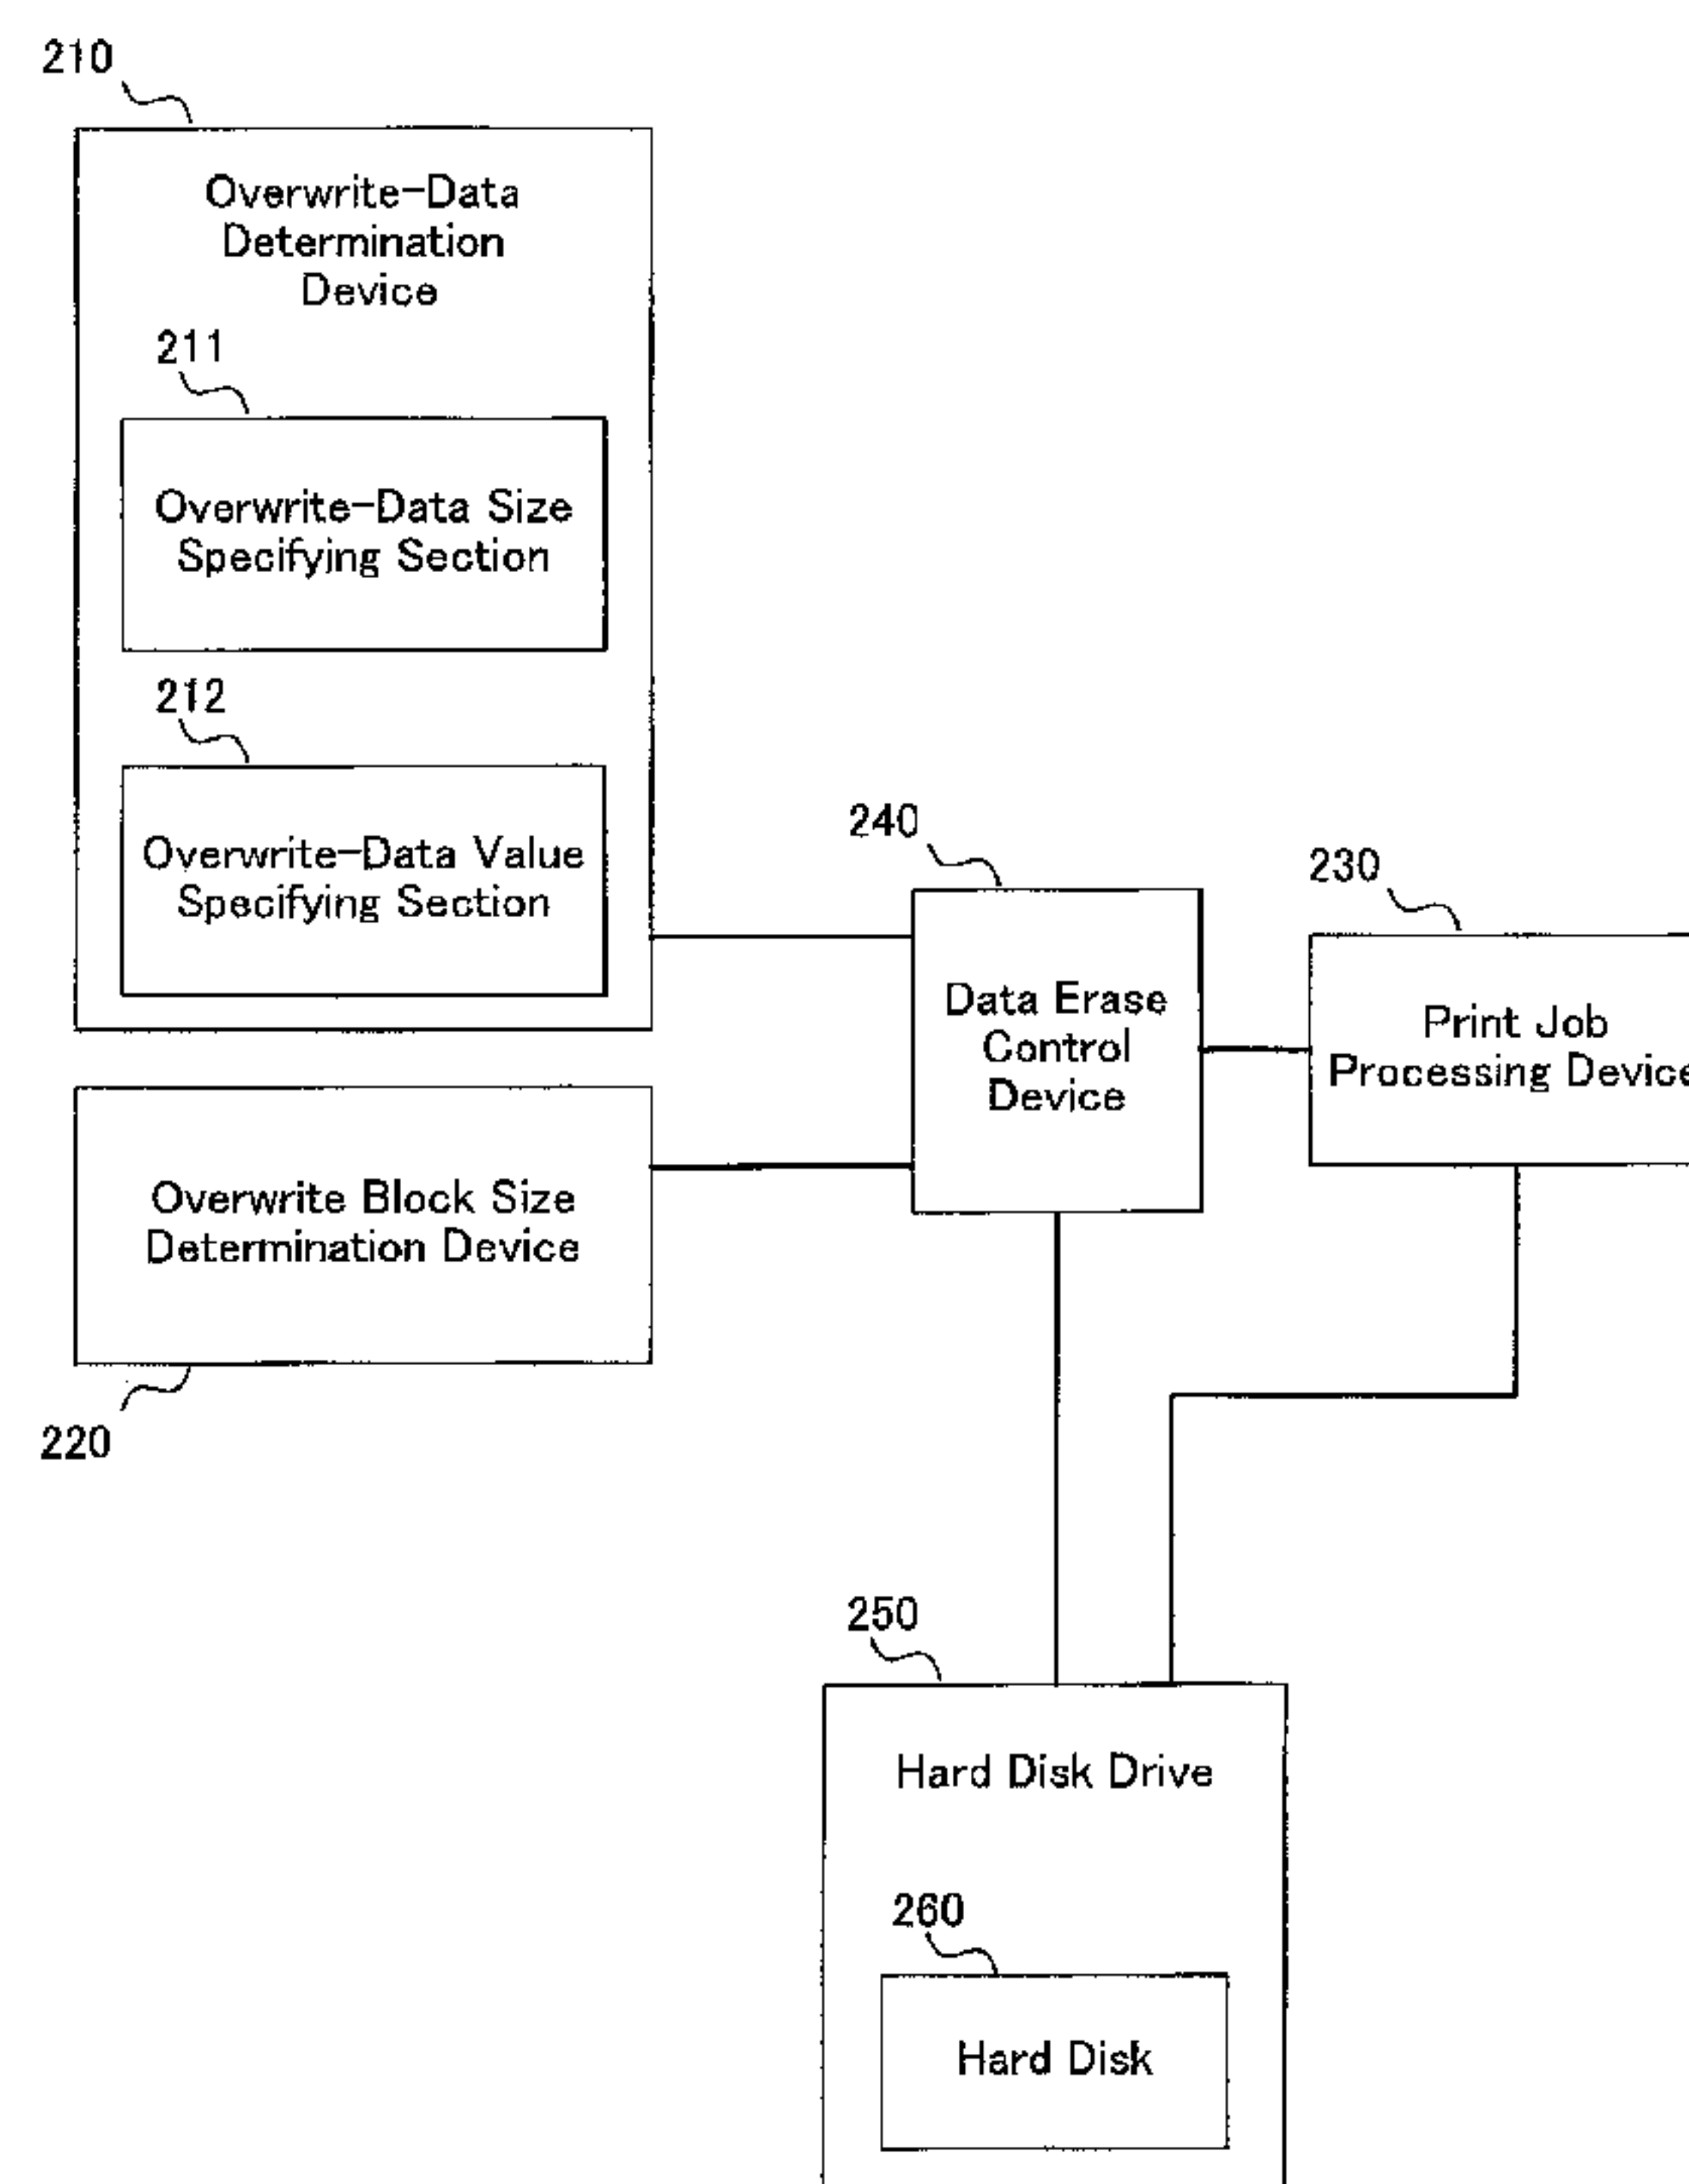 210
Overwrite-Data
Determination
Device
211
Overwrite-Data Size
Specifying Section
212
Overwrite-Data Value
Specifying Section
240
Data Erase
Control
Device
230
Print Job
Processing Device
Overwrite Block Size
Determination Device
220
250
Hard Disk Drive
260
Hard Disk